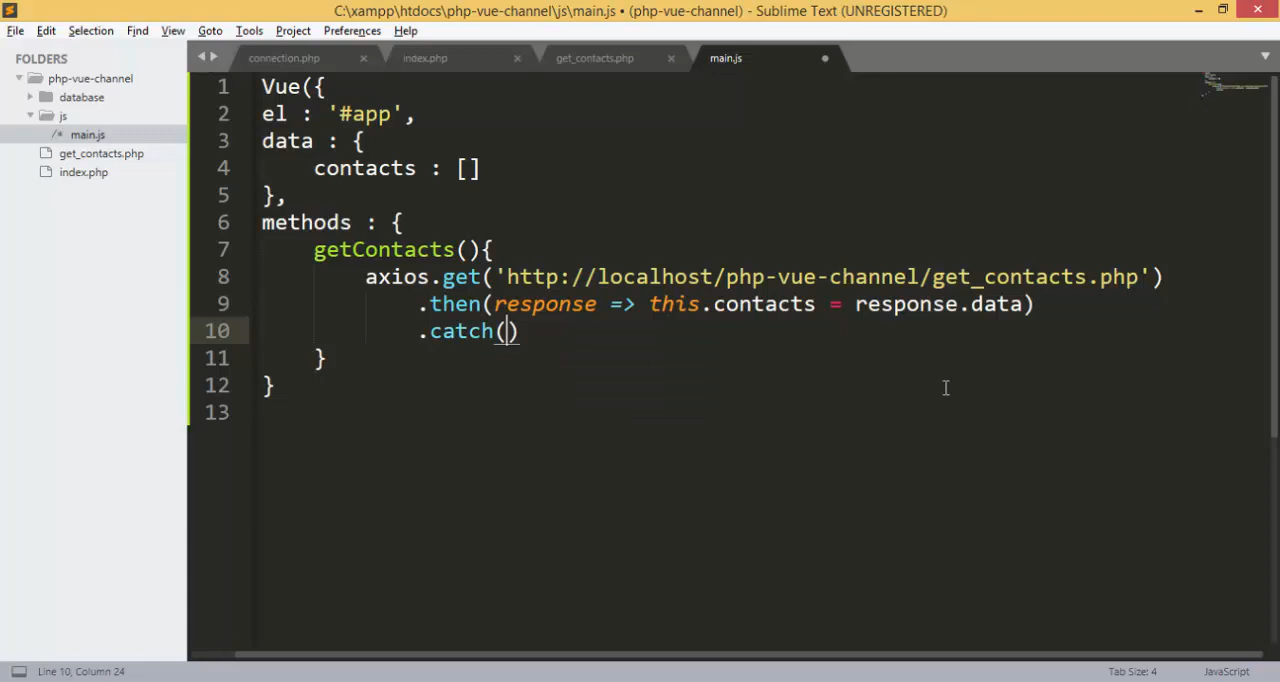 C:\xampp\htdocs\php-vue-channel\js\main.js • (php-vue-channel) - Sublime Text (UNREGISTERED)
File Edit Selection Find View Goto Tools Project Preferences Help
FOLDERS
php-vue-channel
database
js
/* main.js
get_contacts.php
index.php
connection.php index.php get_contacts.php main.js
1 Vue({
2 el : '#app',
3 data : {
4 contacts : []
5 },
6 methods : {
7 getContacts(){
8 axios.get('http://localhost/php-vue-channel/get_contacts.php')
9 .then(response => this.contacts = response.data)
10 .catch()
11 }
12 }
13
Line 10, Column 24 Tab Size: 4 JavaScript